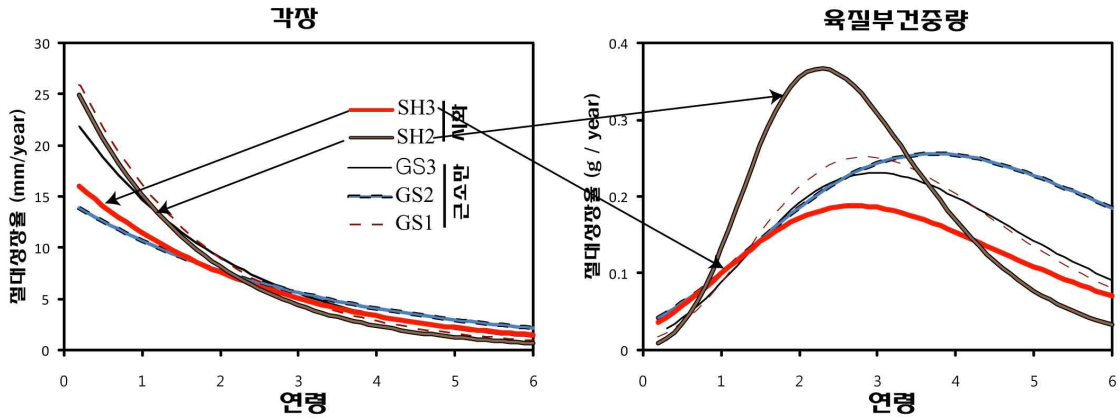 각장
육질부건중량
절대성장율 (mm/year)
30
25
20
15
10
5
0
0 1 2 3 4 5 6
연령
SH3
SH2
GS3
GS2
GS1
시화
근소만
절대성장율 (g / year)
0.4
0.3
0.2
0.1
0
0 1 2 3 4 5 6
연령